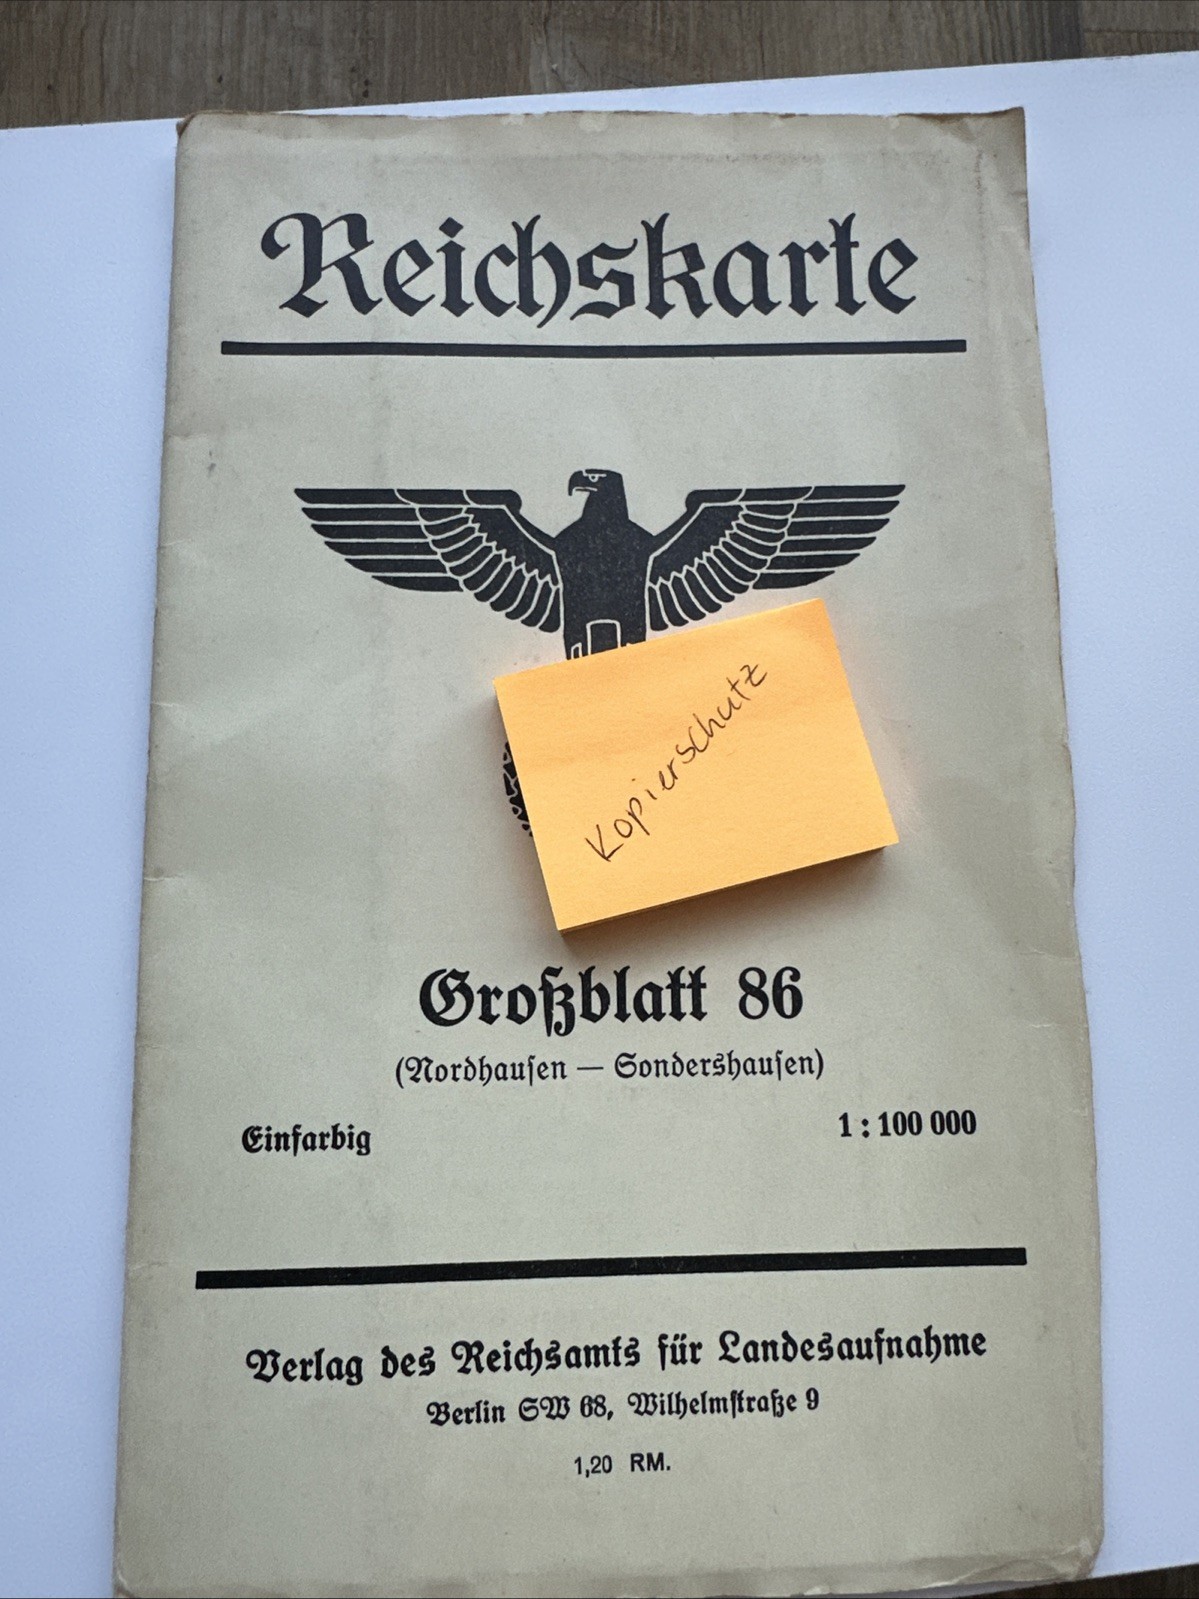 Reichskarte
Kopierschutz
Großblatt 86
(Nordhauſen — Sondershauſen)
Einfarbig
1 : 100 000
Verlag des Reichsamts für Landesaufnahme
Berlin SW 68, Wilhelmſtraße 9
1,20 RM.